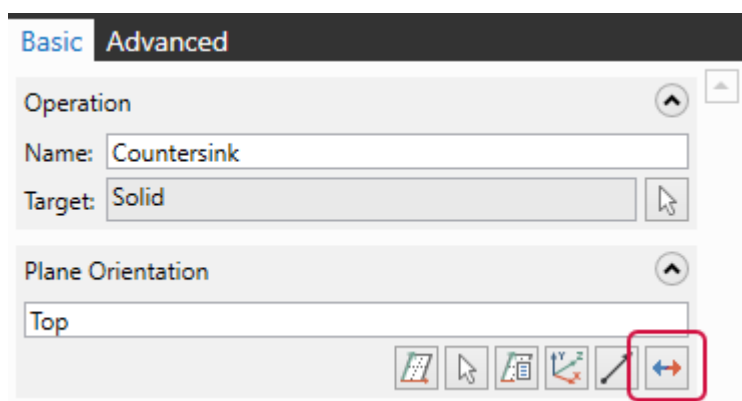 Basic Advanced
Operation
Name: Countersink
Target: Solid
Plane Orientation
Top